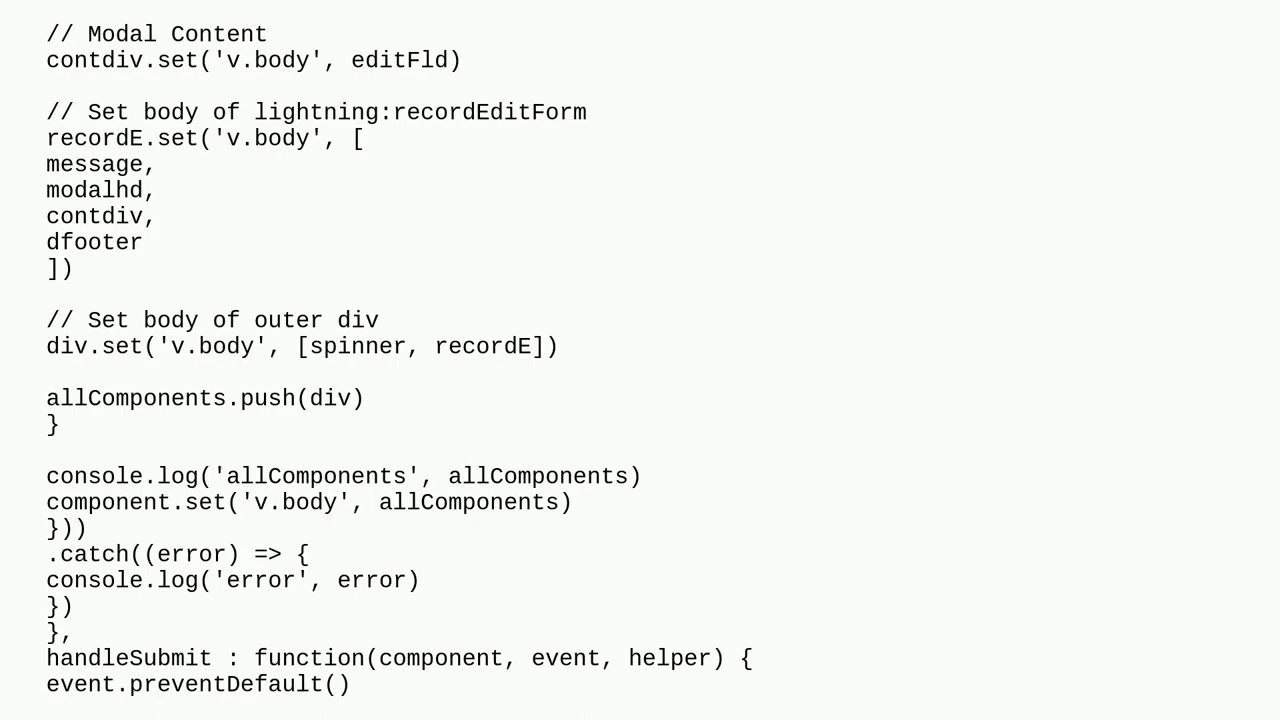 // Modal Content
contdiv.set('v.body', editFld)
// Set body of lightning:recordEditForm
recordE.set('v.body', [
message,
modalhd,
contdiv,
dfooter
])
// Set body of outer div
div.set('v.body', [spinner, recordE])
allComponents.push(div)
}
console.log('allComponents', allComponents)
component.set('v.body', allComponents)
}))
.catch((error) => {
console.log('error', error)
})
},
handleSubmit : function(component, event, helper) {
event.preventDefault()